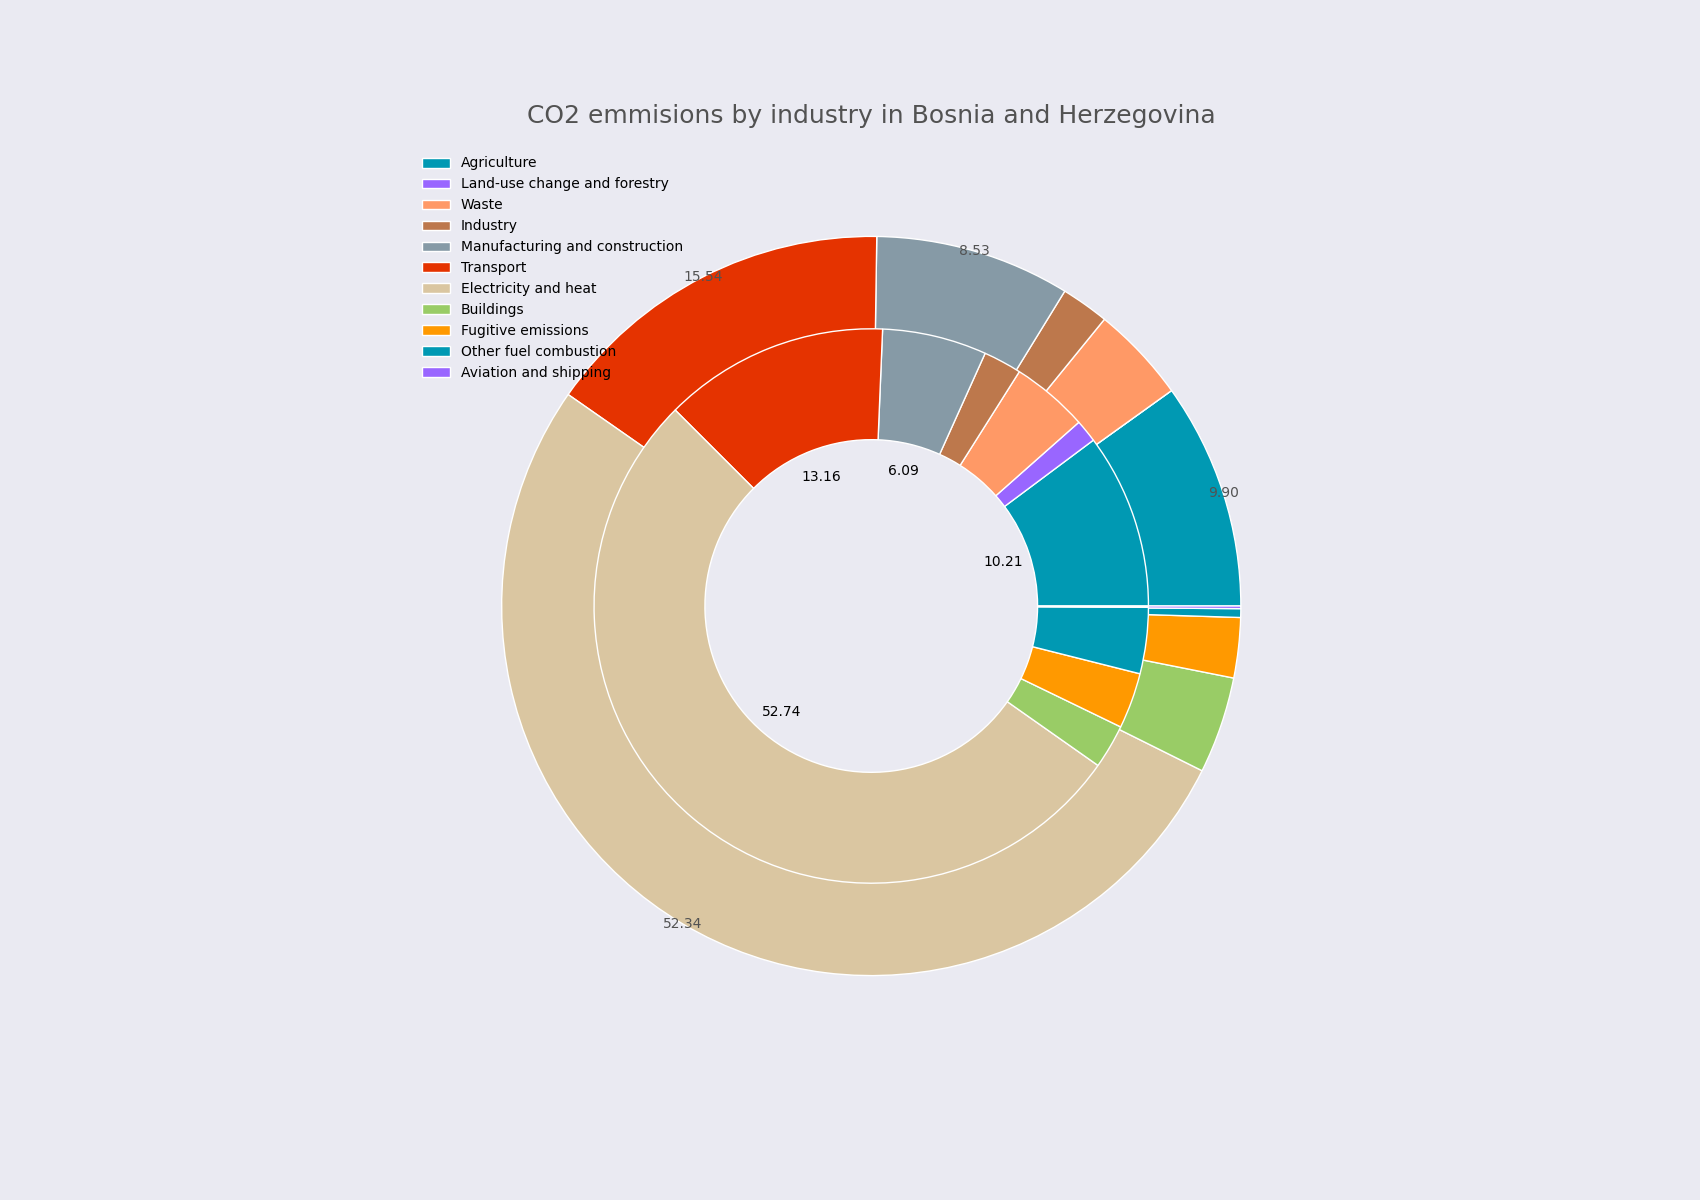 CO2 emmisions by industry in Bosnia and Herzegovina
Agriculture
Land-use change and forestry
Waste
Industry
Manufacturing and construction
Transport
Electricity and heat
Buildings
Fugitive emissions
Other fuel combustion
Aviation and shipping
8.53
15.54
13.16
6.09
9.90
10.21
52.74
52.34